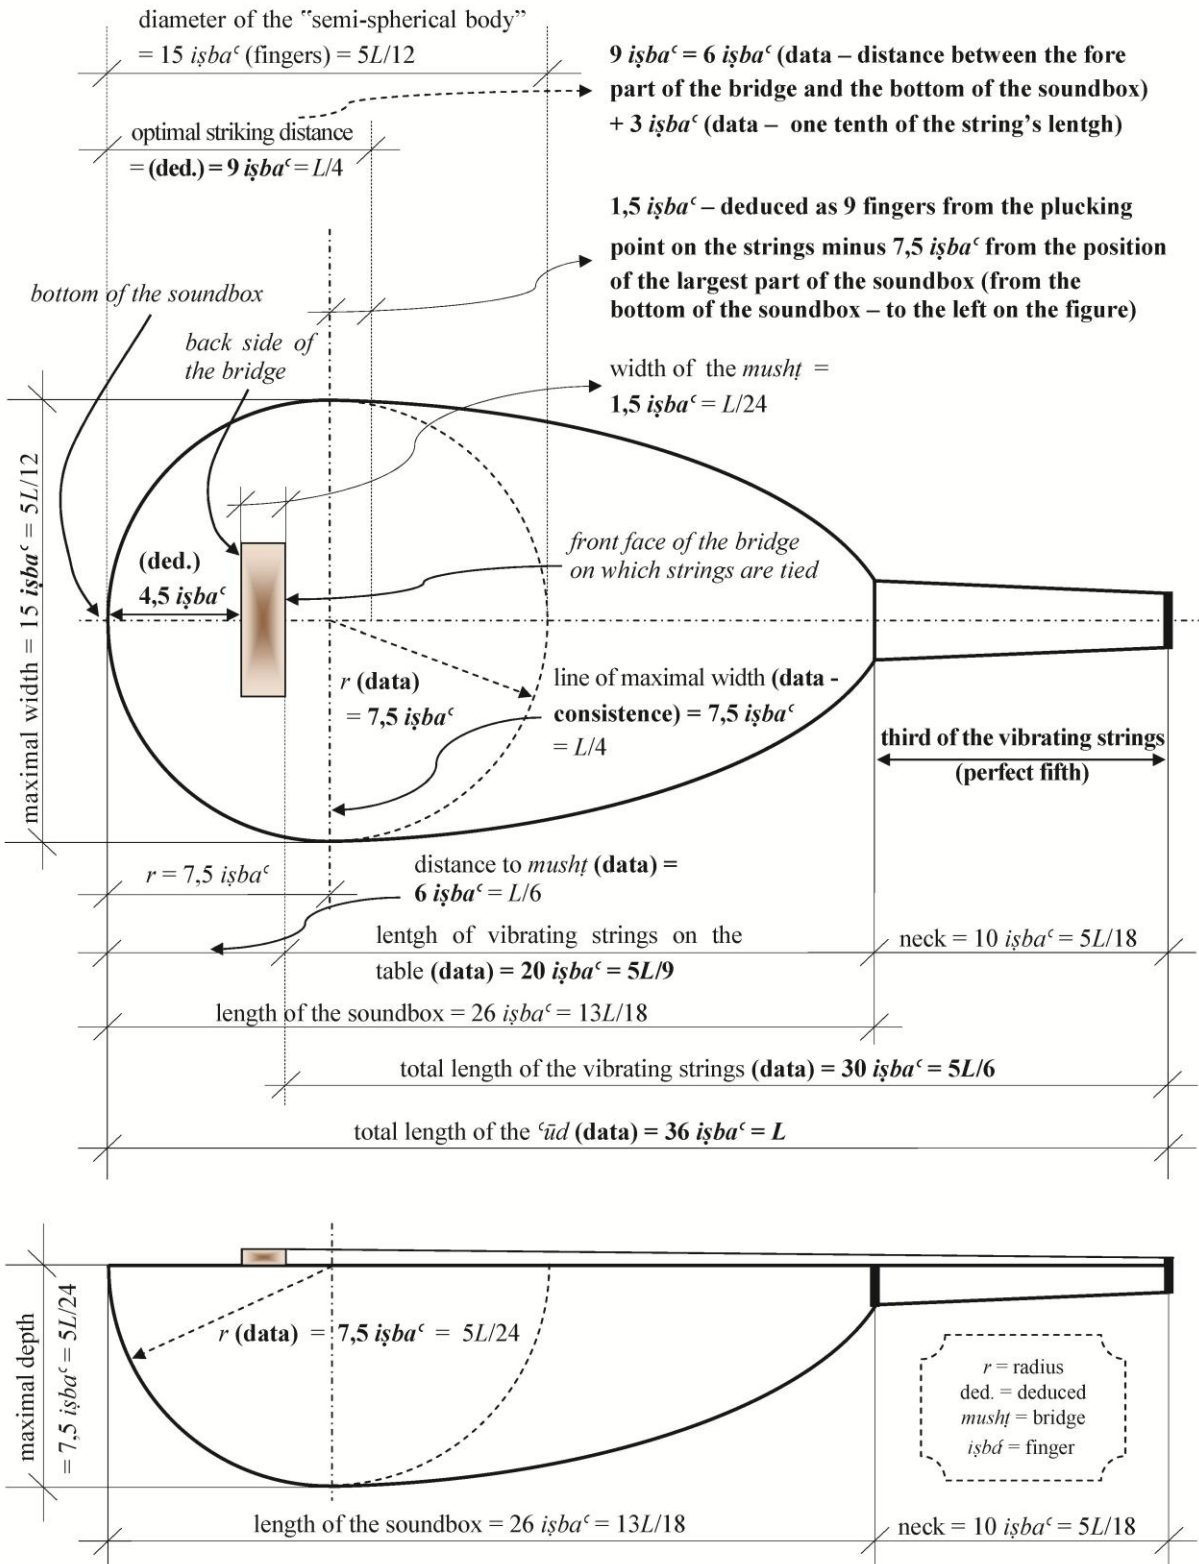 diameter of the “semi-spherical body”
= 15 iṣbaᶜ (fingers) = 5L/12
9 iṣbaᶜ = 6 iṣbaᶜ (data – distance between the fore
part of the bridge and the bottom of the soundbox)
+ 3 iṣbaᶜ (data – one tenth of the string’s lentgh)
optimal striking distance
= (ded.) = 9 iṣbaᶜ = L/4
1,5 iṣbaᶜ – deduced as 9 fingers from the plucking
point on the strings minus 7,5 iṣbaᶜ from the position
of the largest part of the soundbox (from the
bottom of the soundbox – to the left on the figure)
bottom of the soundbox
back side of
the bridge
width of the mushṭ =
1,5 iṣbaᶜ = L/24
maximal width = 15 iṣbaᶜ = 5L/12
(ded.)
4,5 iṣbaᶜ
front face of the bridge
on which strings are tied
r (data)
= 7,5 iṣbaᶜ
line of maximal width (data -
consistence) = 7,5 iṣbaᶜ
= L/4
third of the vibrating strings
(perfect fifth)
r = 7,5 iṣbaᶜ
distance to mushṭ (data) =
6 iṣbaᶜ = L/6
lentgh of vibrating strings on the
table (data) = 20 iṣbaᶜ = 5L/9
neck = 10 iṣbaᶜ = 5L/18
length of the soundbox = 26 iṣbaᶜ = 13L/18
total length of the vibrating strings (data) = 30 iṣbaᶜ = 5L/6
total length of the ᶜūd (data) = 36 iṣbaᶜ = L
maximal depth
= 7,5 iṣbaᶜ = 5L/24
r (data) = 7,5 iṣbaᶜ = 5L/24
r = radius
ded. = deduced
mushṭ = bridge
iṣbá = finger
length of the soundbox = 26 iṣbaᶜ = 13L/18
neck = 10 iṣbaᶜ = 5L/18